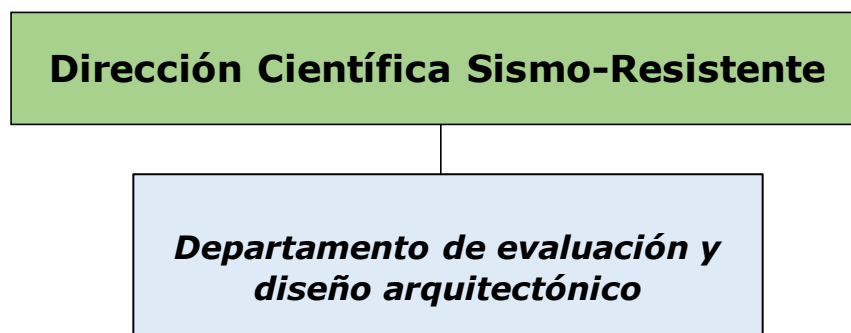 Dirección Científica Sismo-Resistente
Departamento de evaluación y
diseño arquitectónico